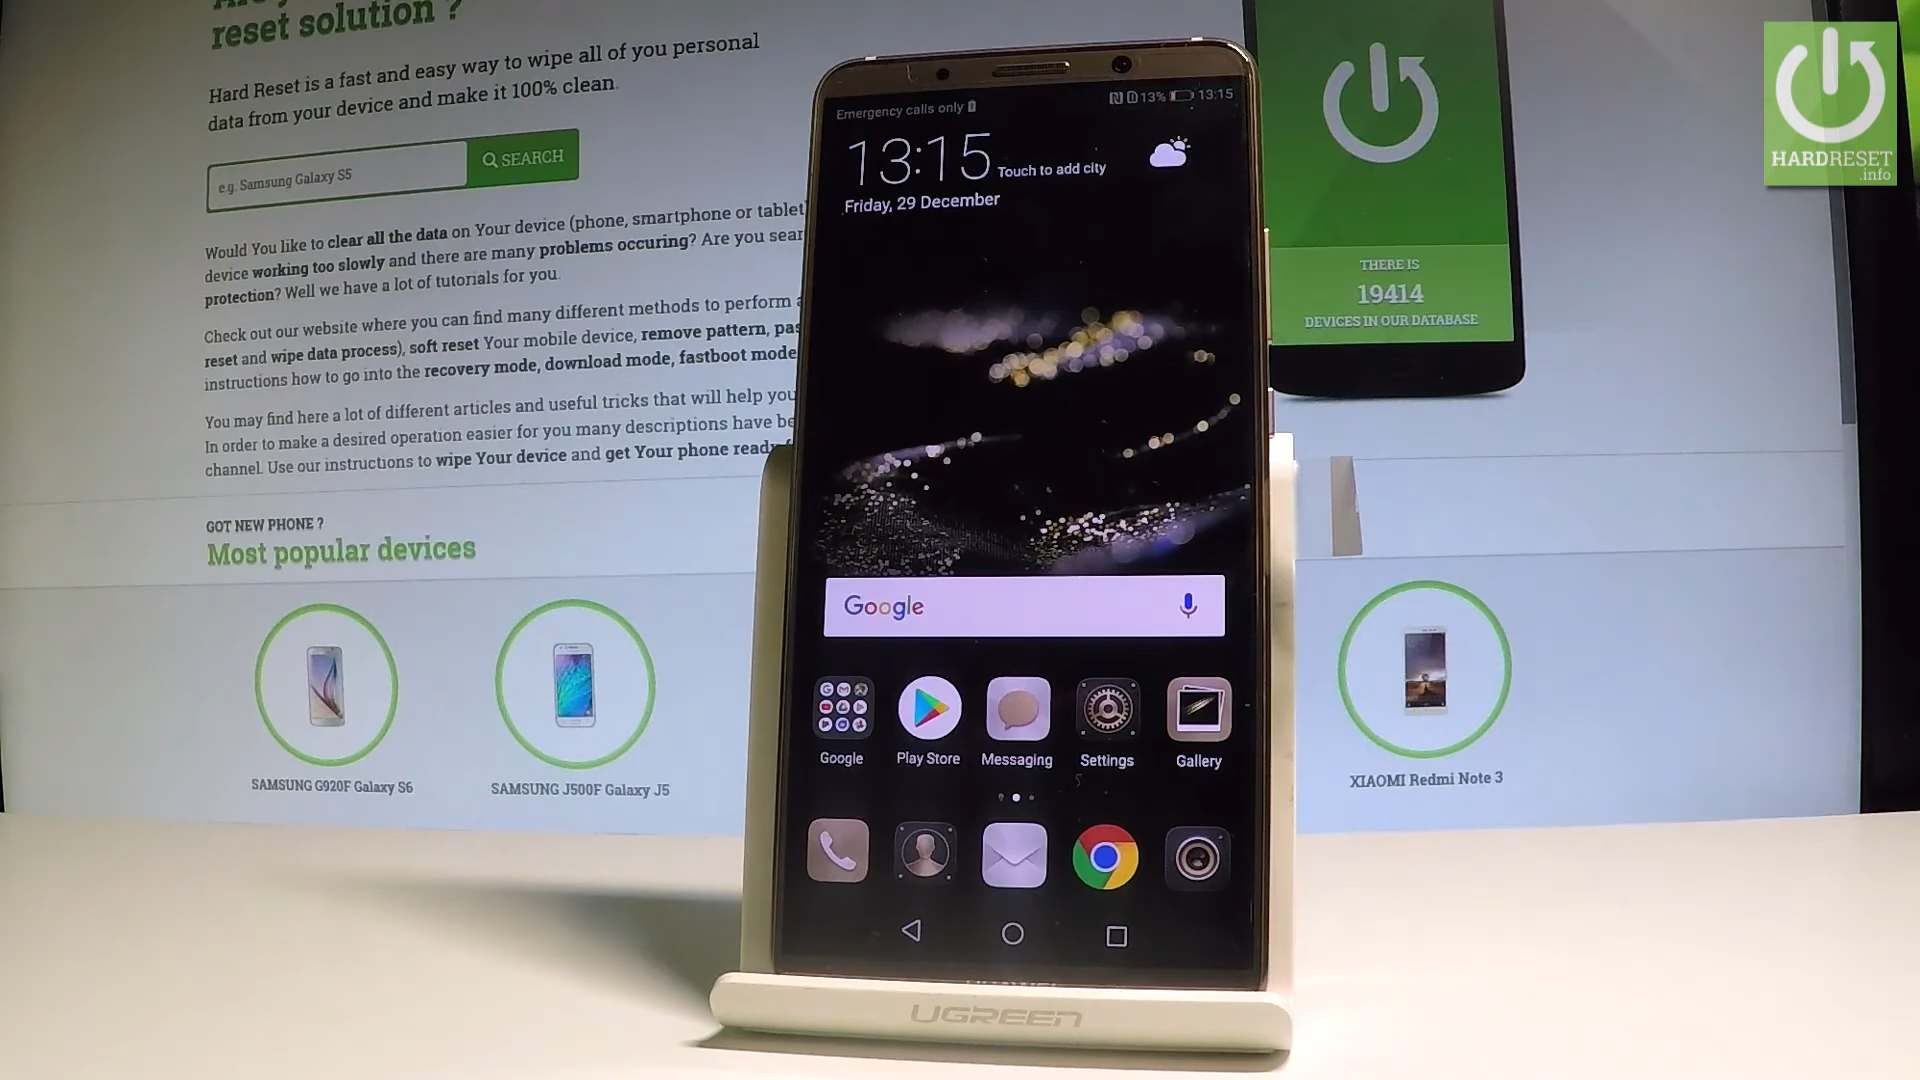 reset solution ?
Hard Reset is a fast and easy way to wipe all of you personal
data from your device and make it 100% clean.
e.g. Samsung Galaxy S5
SEARCH
Would You like to clear all the data on Your device (phone, smartphone or tablet)
device working too slowly and there are many problems occuring? Are you
protection? Well we have a lot of tutorials for you.
Check out our website where you can find many different methods to perform
reset and wipe data process), soft reset Your mobile device, remove pattern,
instructions how to go into the recovery mode, download mode, fastboot mode
You may find here a lot of different articles and useful tricks that will help you
In order to make a desired operation easier for you many descriptions have
channel. Use our instructions to wipe Your device and get Your phone ready
GOT NEW PHONE ?
Most popular devices
SAMSUNG G920F Galaxy S6
SAMSUNG J500F Galaxy J5
XIAOMI Redmi Note 3
THERE IS
19414
DEVICES IN OUR DATABASE
HARDRESET
.info
Emergency calls only
13%
13:15
13:15
Touch to add city
Friday, 29 December
Google
Google
Play Store
Messaging
Settings
Gallery
UGREEN